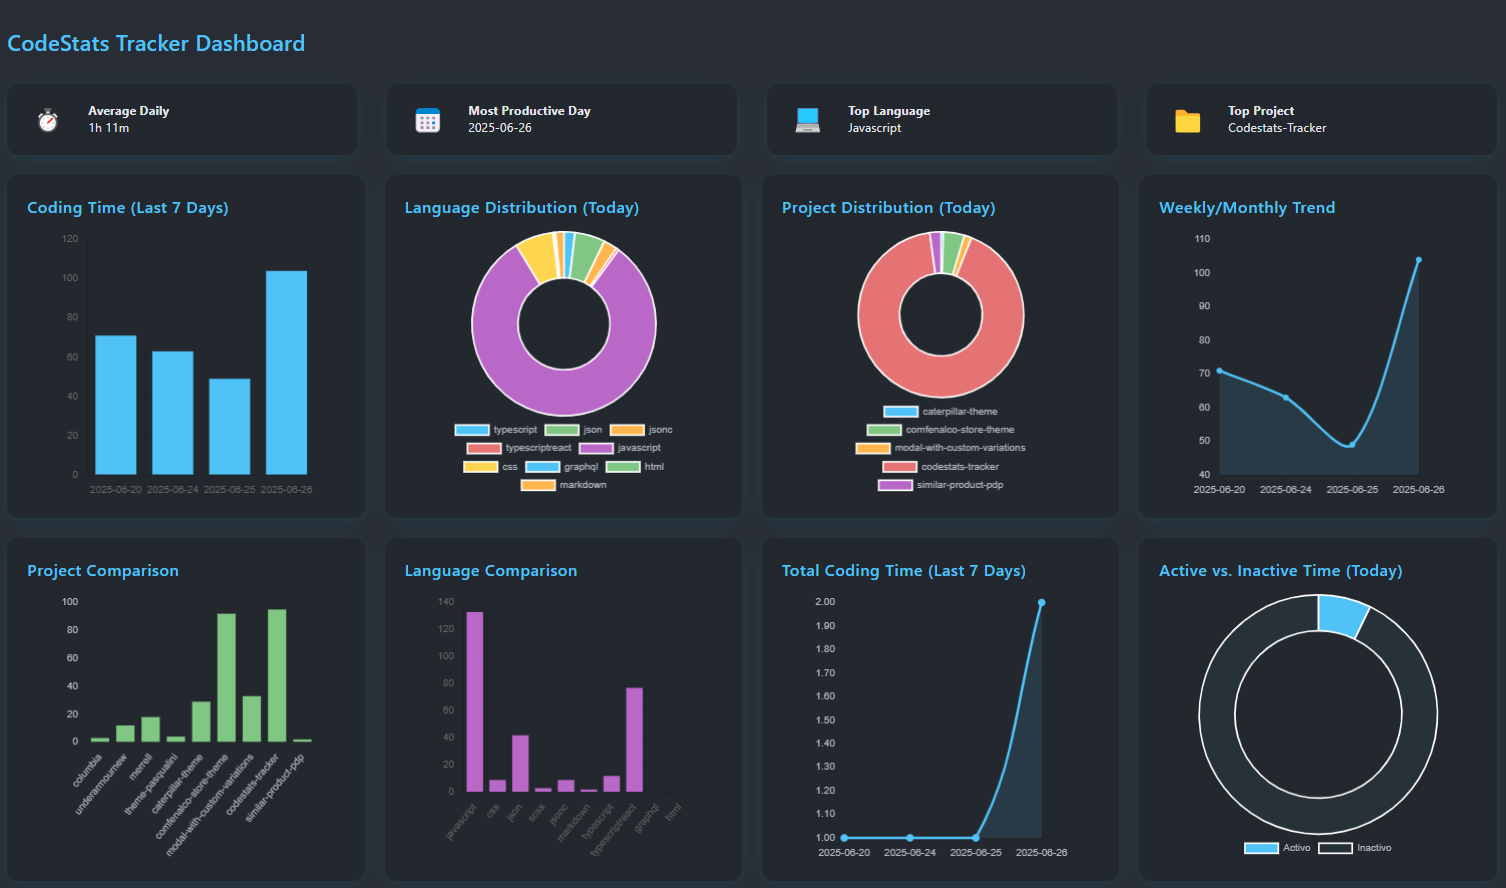 CodeStats Tracker Dashboard
Average Daily
1h 11m
Most Productive Day
2025-06-26
Top Language
Javascript
Top Project
Codestats-Tracker
Coding Time (Last 7 Days)
120
100
80
60
40
20
0
2025-06-20 2025-06-24 2025-06-25 2025-06-26
Language Distribution (Today)
typescript json jsonc
typescriptreact javascript
css graphql html
markdown
Project Distribution (Today)
caterpillar-theme
comfenalco-store-theme
modal-with-custom-variations
codestats-tracker
similar-product-pdp
Weekly/Monthly Trend
110
100
90
80
70
60
50
40
2025-06-20 2025-06-24 2025-06-25 2025-06-26
Project Comparison
100
80
60
40
20
0
columbia
underarmournew
merrell
theme-pasqualini
caterpillar-theme
comfenalco-store-theme
modal-with-custom-variations
codestats-tracker
similar-product-pdp
Language Comparison
140
120
100
80
60
40
20
0
javascript
css
json
scss
jsonc
markdown
typescript
typescriptreact
graphql
html
Total Coding Time (Last 7 Days)
2.00
1.90
1.80
1.70
1.60
1.50
1.40
1.30
1.20
1.10
1.00
2025-06-20 2025-06-24 2025-06-25 2025-06-26
Active vs. Inactive Time (Today)
Activo Inactivo